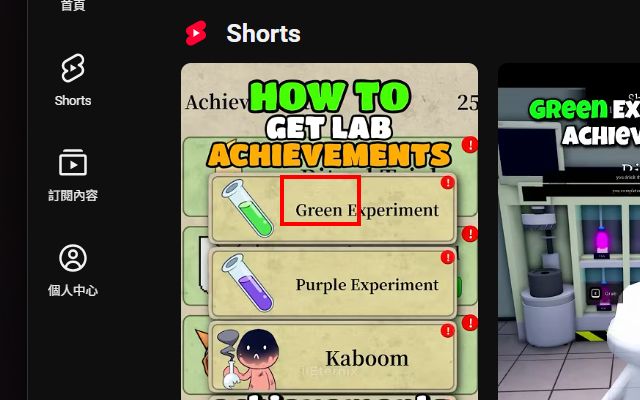 首頁
Shorts
訂閱內容
個人中心
Shorts
HOW TO
GET LAB
ACHIEVEMENTS
25
Green Experiment
Purple Experiment
Kaboom
GREEN EX
ACHIEV